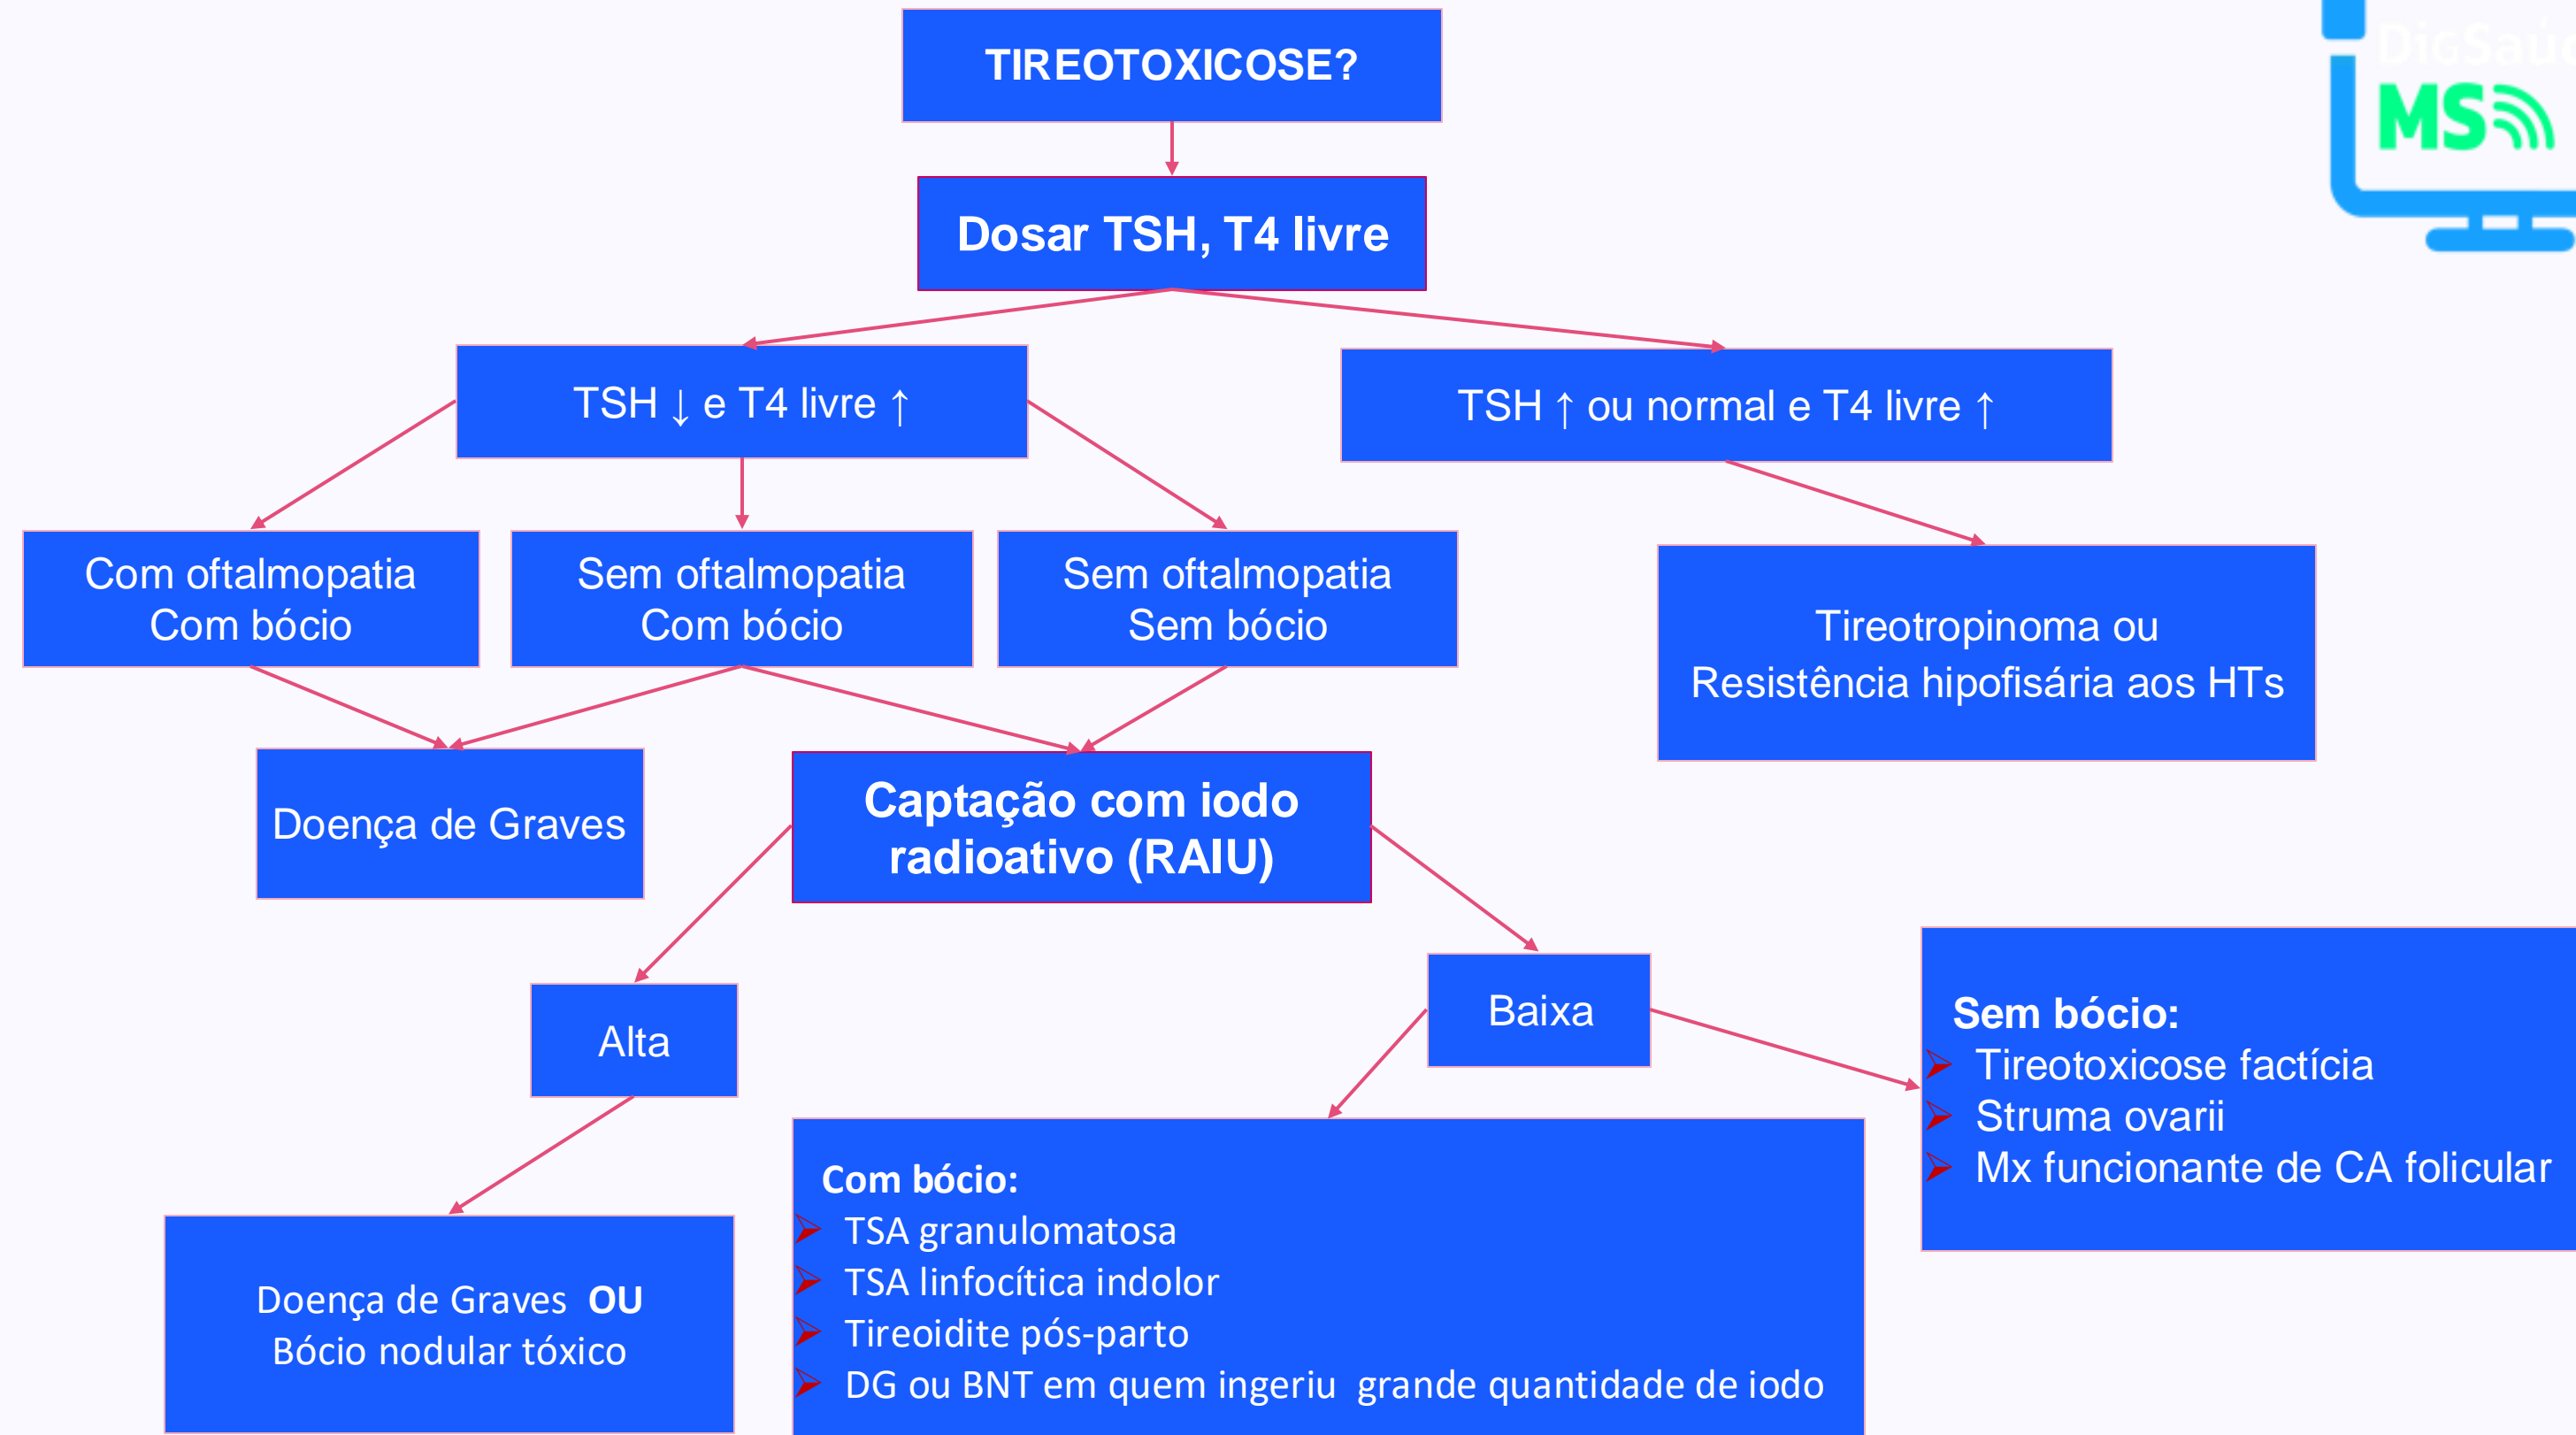 TIREOTOXICOSE?
MS
Dosar TSH, T4 livre
TSH ↓ e T4 livre ↑
TSH ↑ ou normal e T4 livre ↑
Com oftalmopatia
Com bócio
Sem oftalmopatia
Com bócio
Sem oftalmopatia
Sem bócio
Tireotropinoma ou
Resistência hipofisária aos HTs
Doença de Graves
Captação com iodo
radioativo (RAIU)
Alta
Baixa
Sem bócio:
Tireotoxicose factícia
Struma ovarii
Mx funcionante de CA folicular
Com bócio:
TSA granulomatosa
TSA linfocítica indolor
Tireoidite pós-parto
DG ou BNT em quem ingeriu grande quantidade de iodo
Doença de Graves OU
Bócio nodular tóxico